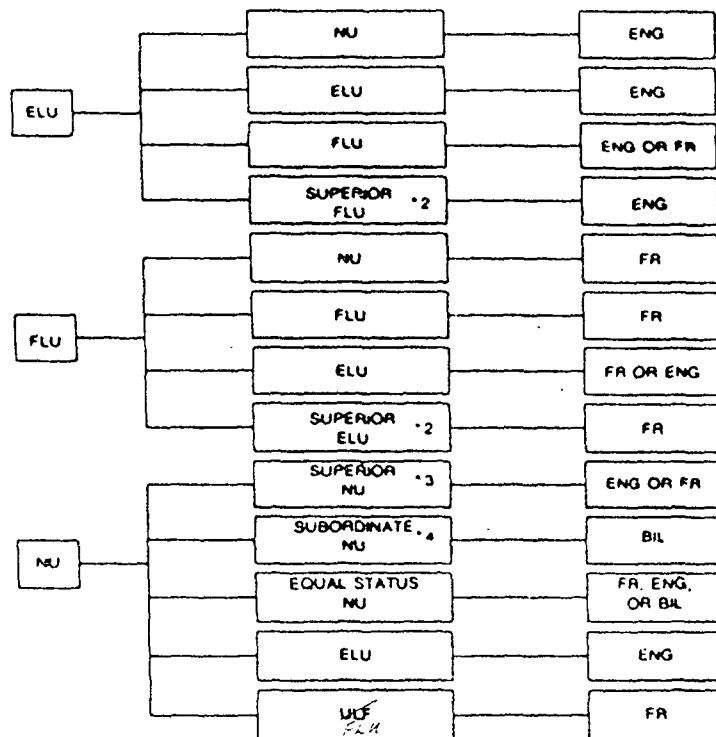 NU ENG
ELU ENG
ELU
FLU ENG OR FR
SUPERIOR
FLU *2 ENG
NU FR
FLU FLU FR
ELU FR OR ENG
SUPERIOR
ELU *2 FR
SUPERIOR
NU *3 ENG OR FR
SUBORDINATE
NU *4 BIL
NU
EQUAL STATUS
NU
FR, ENG,
OR BIL
ELU ENG
ULF FR
FLU